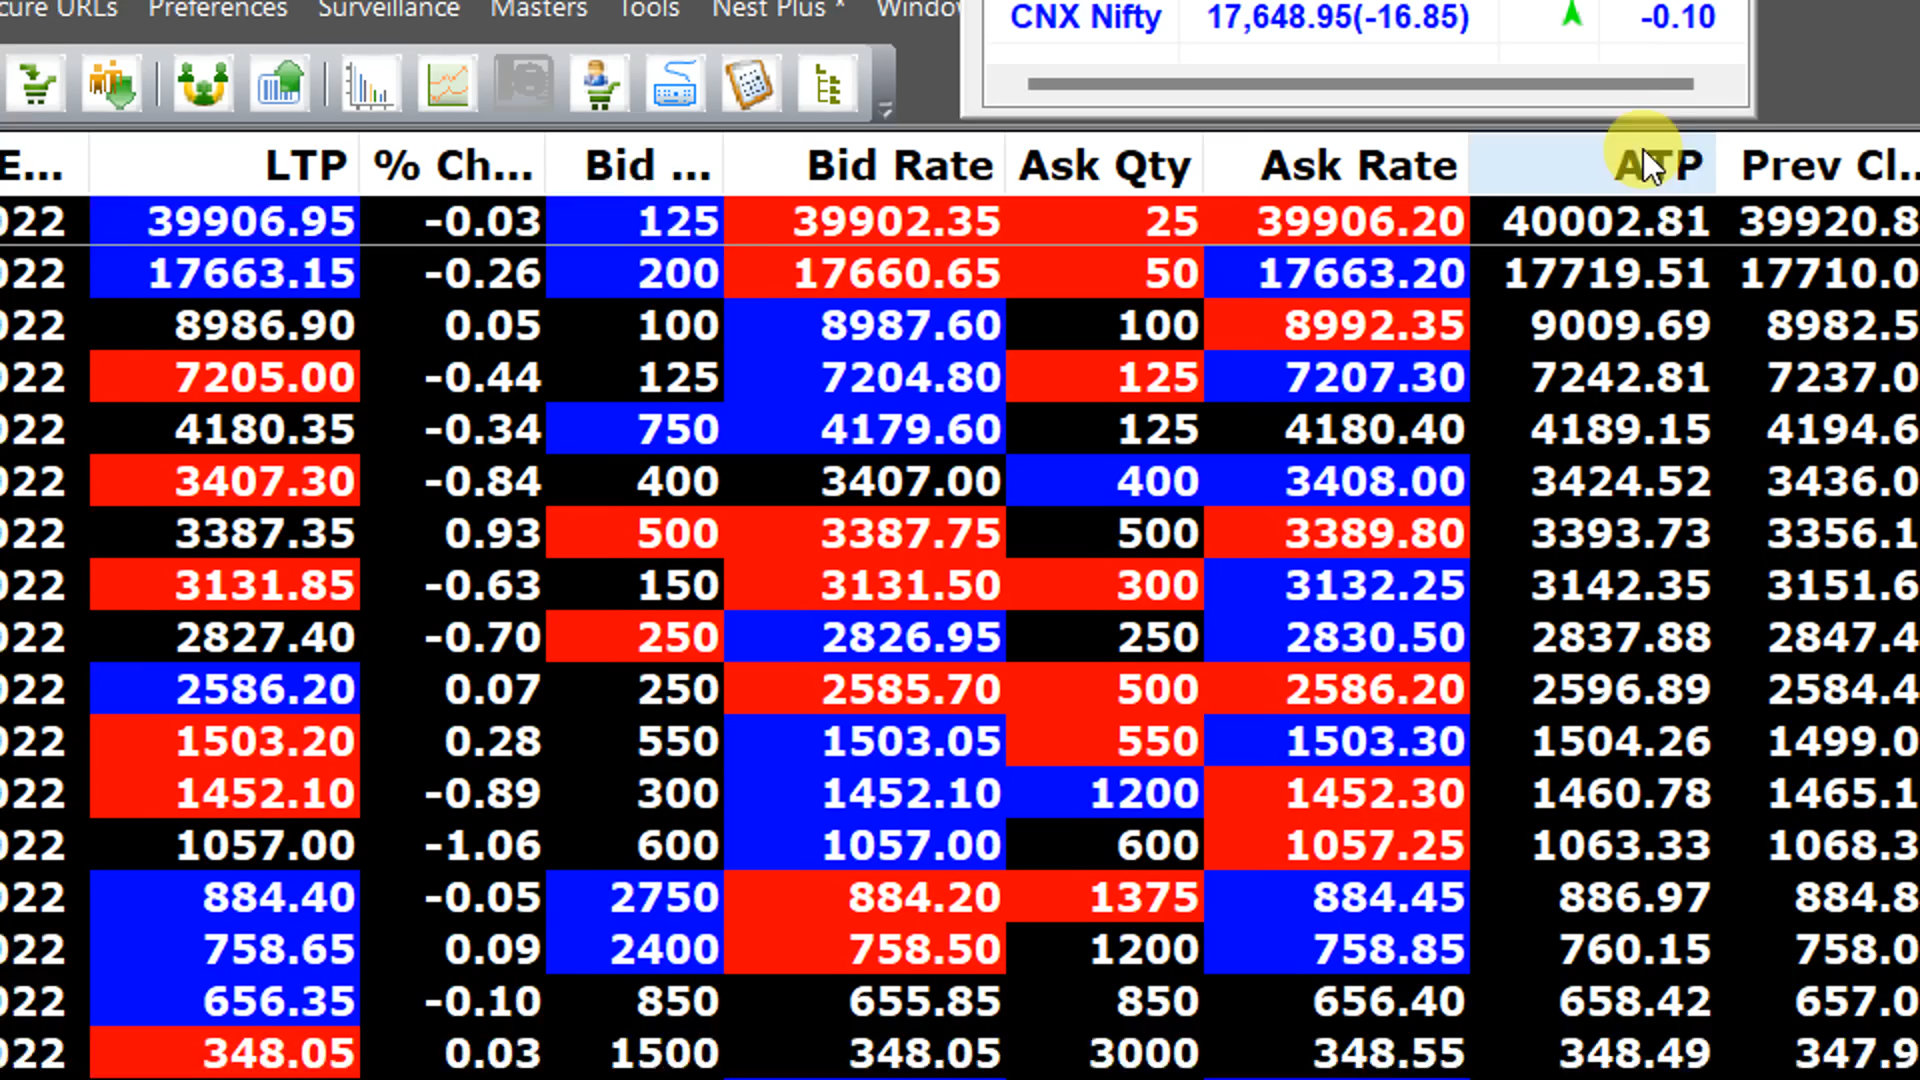 cure URLs Preferences Surveillance Masters Tools Nest Plus * Windo
CNX Nifty 17,648.95(-16.85) -0.10
E... LTP % Ch... Bid ... Bid Rate Ask Qty Ask Rate ATP Prev Cl..
022 39906.95 -0.03 125 39902.35 25 39906.20 40002.81 39920.8
022 17663.15 -0.26 200 17660.65 50 17663.20 17719.51 17710.0
022 8986.90 0.05 100 8987.60 100 8992.35 9009.69 8982.5
022 7205.00 -0.44 125 7204.80 125 7207.30 7242.81 7237.0
022 4180.35 -0.34 750 4179.60 125 4180.40 4189.15 4194.6
022 3407.30 -0.84 400 3407.00 400 3408.00 3424.52 3436.0
022 3387.35 0.93 500 3387.75 500 3389.80 3393.73 3356.1
022 3131.85 -0.63 150 3131.50 300 3132.25 3142.35 3151.6
022 2827.40 -0.70 250 2826.95 250 2830.50 2837.88 2847.4
022 2586.20 0.07 250 2585.70 500 2586.20 2596.89 2584.4
022 1503.20 0.28 550 1503.05 550 1503.30 1504.26 1499.0
022 1452.10 -0.89 300 1452.10 1200 1452.30 1460.78 1465.1
022 1057.00 -1.06 600 1057.00 600 1057.25 1063.33 1068.3
022 884.40 -0.05 2750 884.20 1375 884.45 886.97 884.8
022 758.65 0.09 2400 758.50 1200 758.85 760.15 758.0
022 656.35 -0.10 850 655.85 850 656.40 658.42 657.0
022 348.05 0.03 1500 348.05 3000 348.55 348.49 347.9